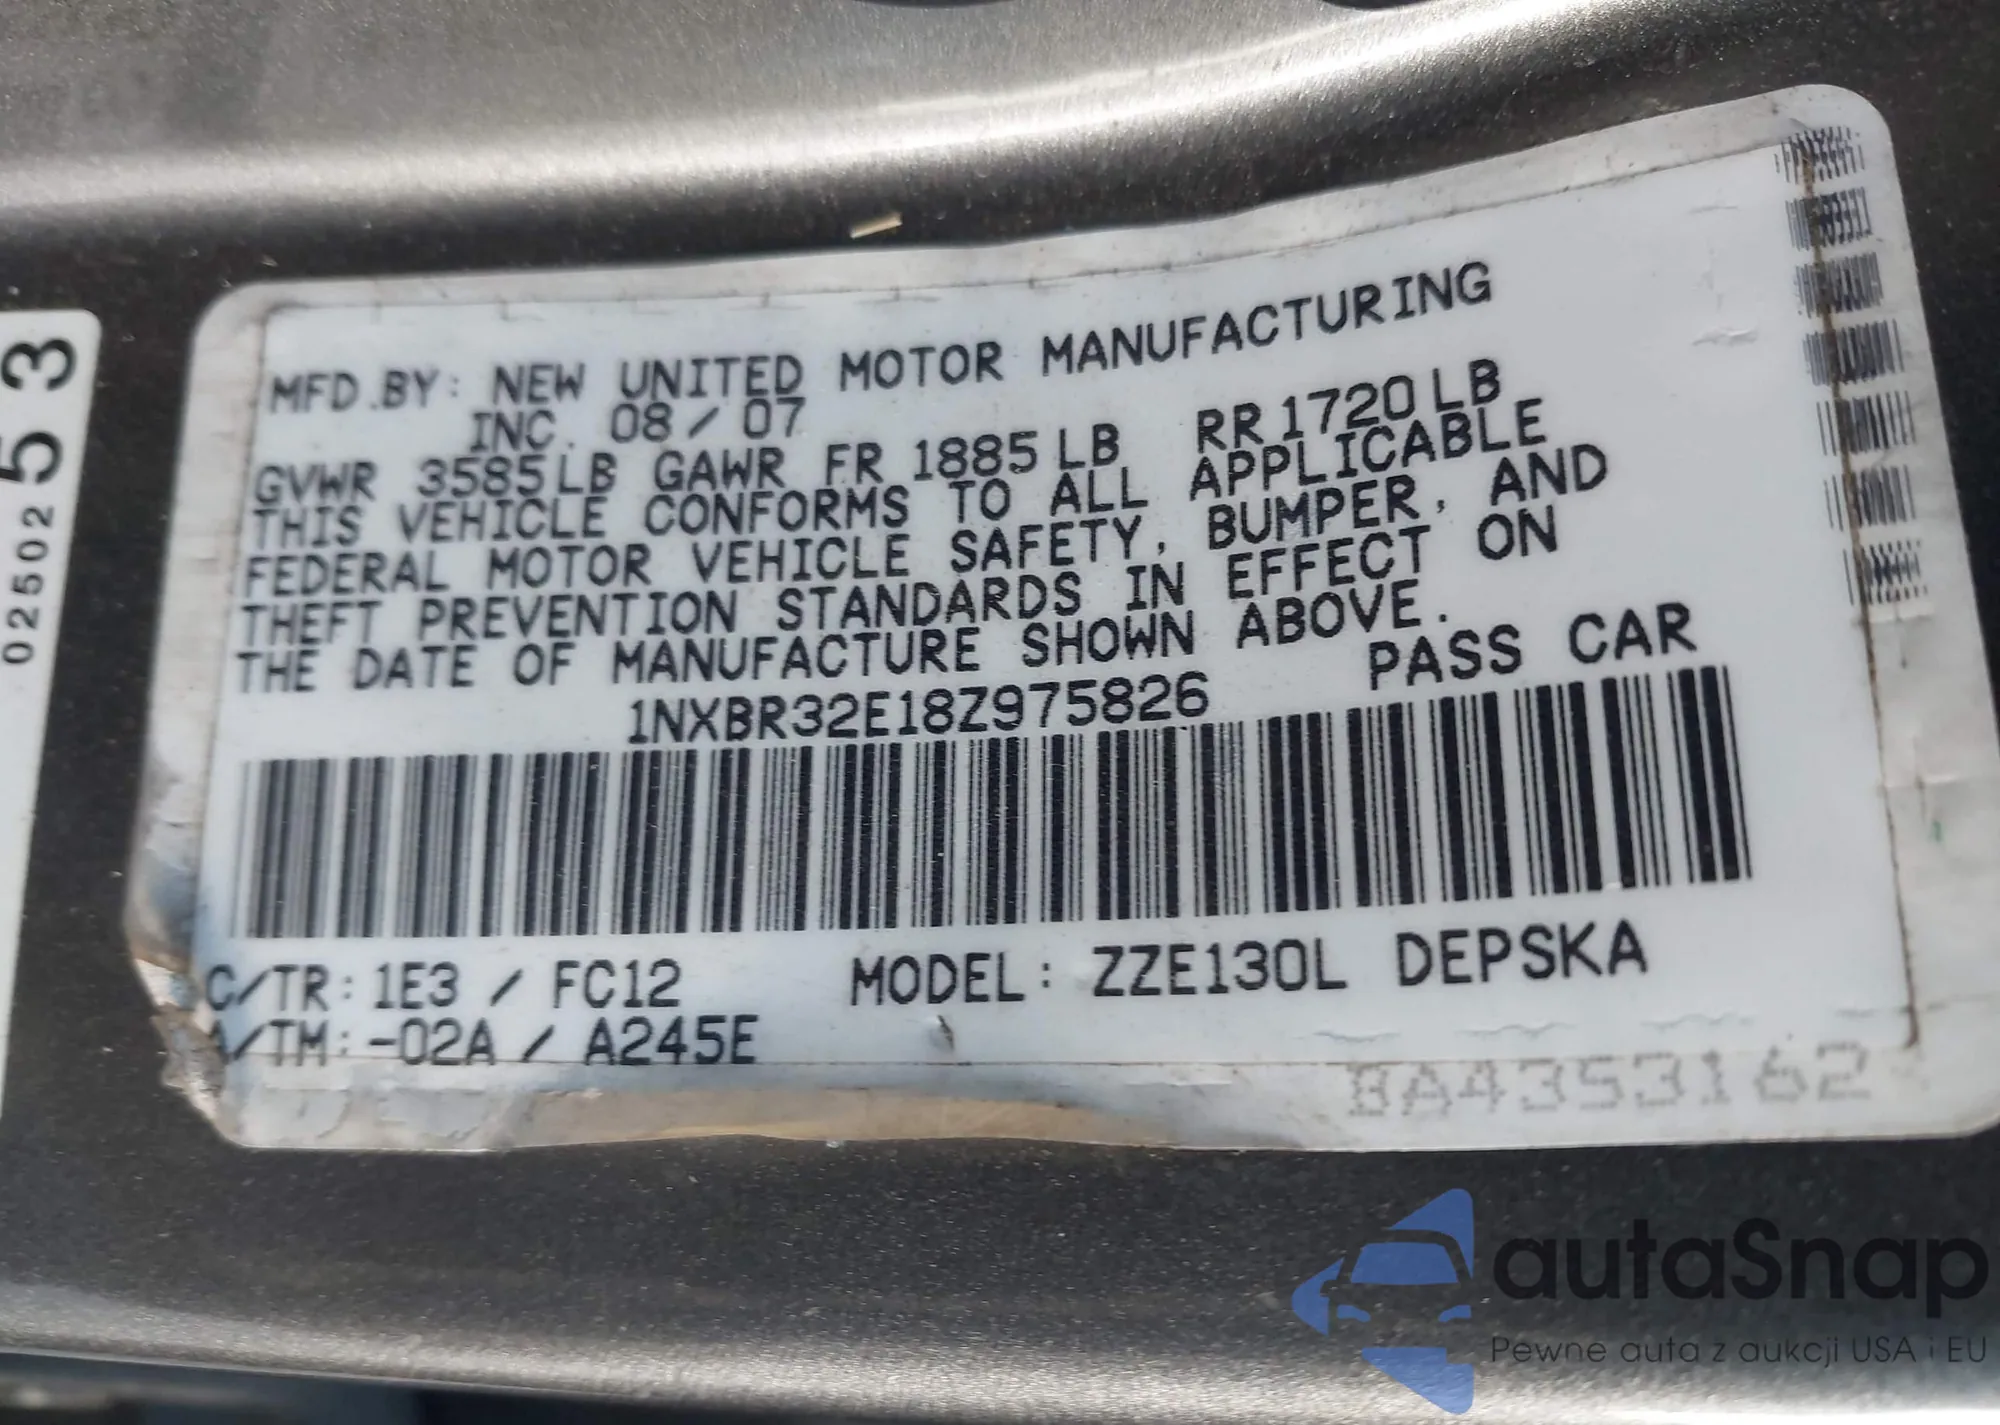 53
02502
MFD.BY: NEW UNITED MOTOR MANUFACTURING
INC. 08/07
GVWR 3585LB GAWR FR 1885LB RR1720LB
THIS VEHICLE CONFORMS TO ALL APPLICABLE
FEDERAL MOTOR VEHICLE SAFETY, BUMPER, AND
THEFT PREVENTION STANDARDS IN EFFECT ON
THE DATE OF MANUFACTURE SHOWN ABOVE.
1NXBR32E18Z975826 PASS CAR
C/TR: 1E3 / FC12 MODEL: ZZE130L DEPSKA
A/TM: -02A / A245E
BA4353162
autaSnap
Pewne auta z aukcji USA i EU